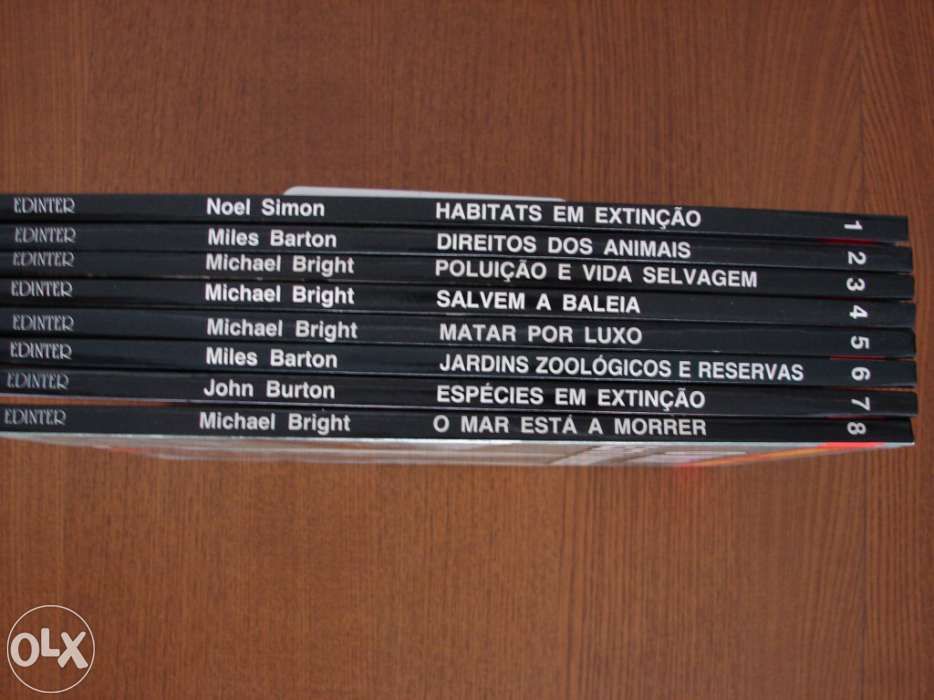 EDINTER Noel Simon HABITATS EM EXTINÇÃO 1
EDINTER Miles Barton DIREITOS DOS ANIMAIS 2
EDINTER Michael Bright POLUIÇÃO E VIDA SELVAGEM 3
EDINTER Michael Bright SALVEM A BALEIA 4
EDINTER Michael Bright MATAR POR LUXO 5
EDINTER Miles Barton JARDINS ZOOLÓGICOS E RESERVAS 6
EDINTER John Burton ESPÉCIES EM EXTINÇÃO 7
EDINTER Michael Bright O MAR ESTÁ A MORRER 8
OLX